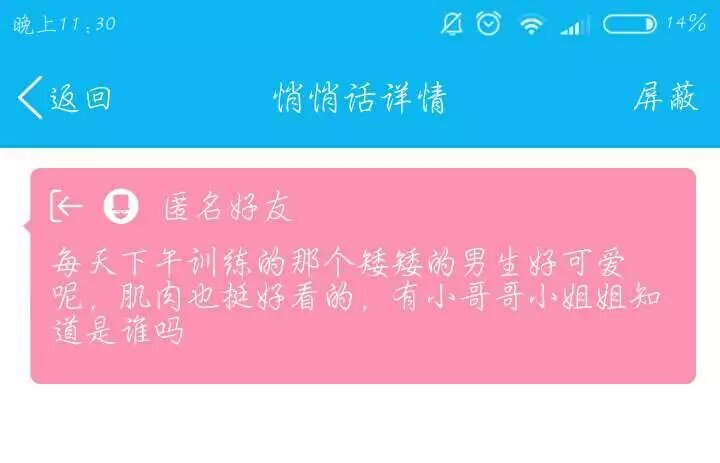 晚上11:30 14%
返回 悄悄话详情 屏蔽
匿名好友
每天下午训练的那个矮矮的男生好可爱
呢，肌肉也挺好看的，有小哥哥小姐姐知
道是谁吗